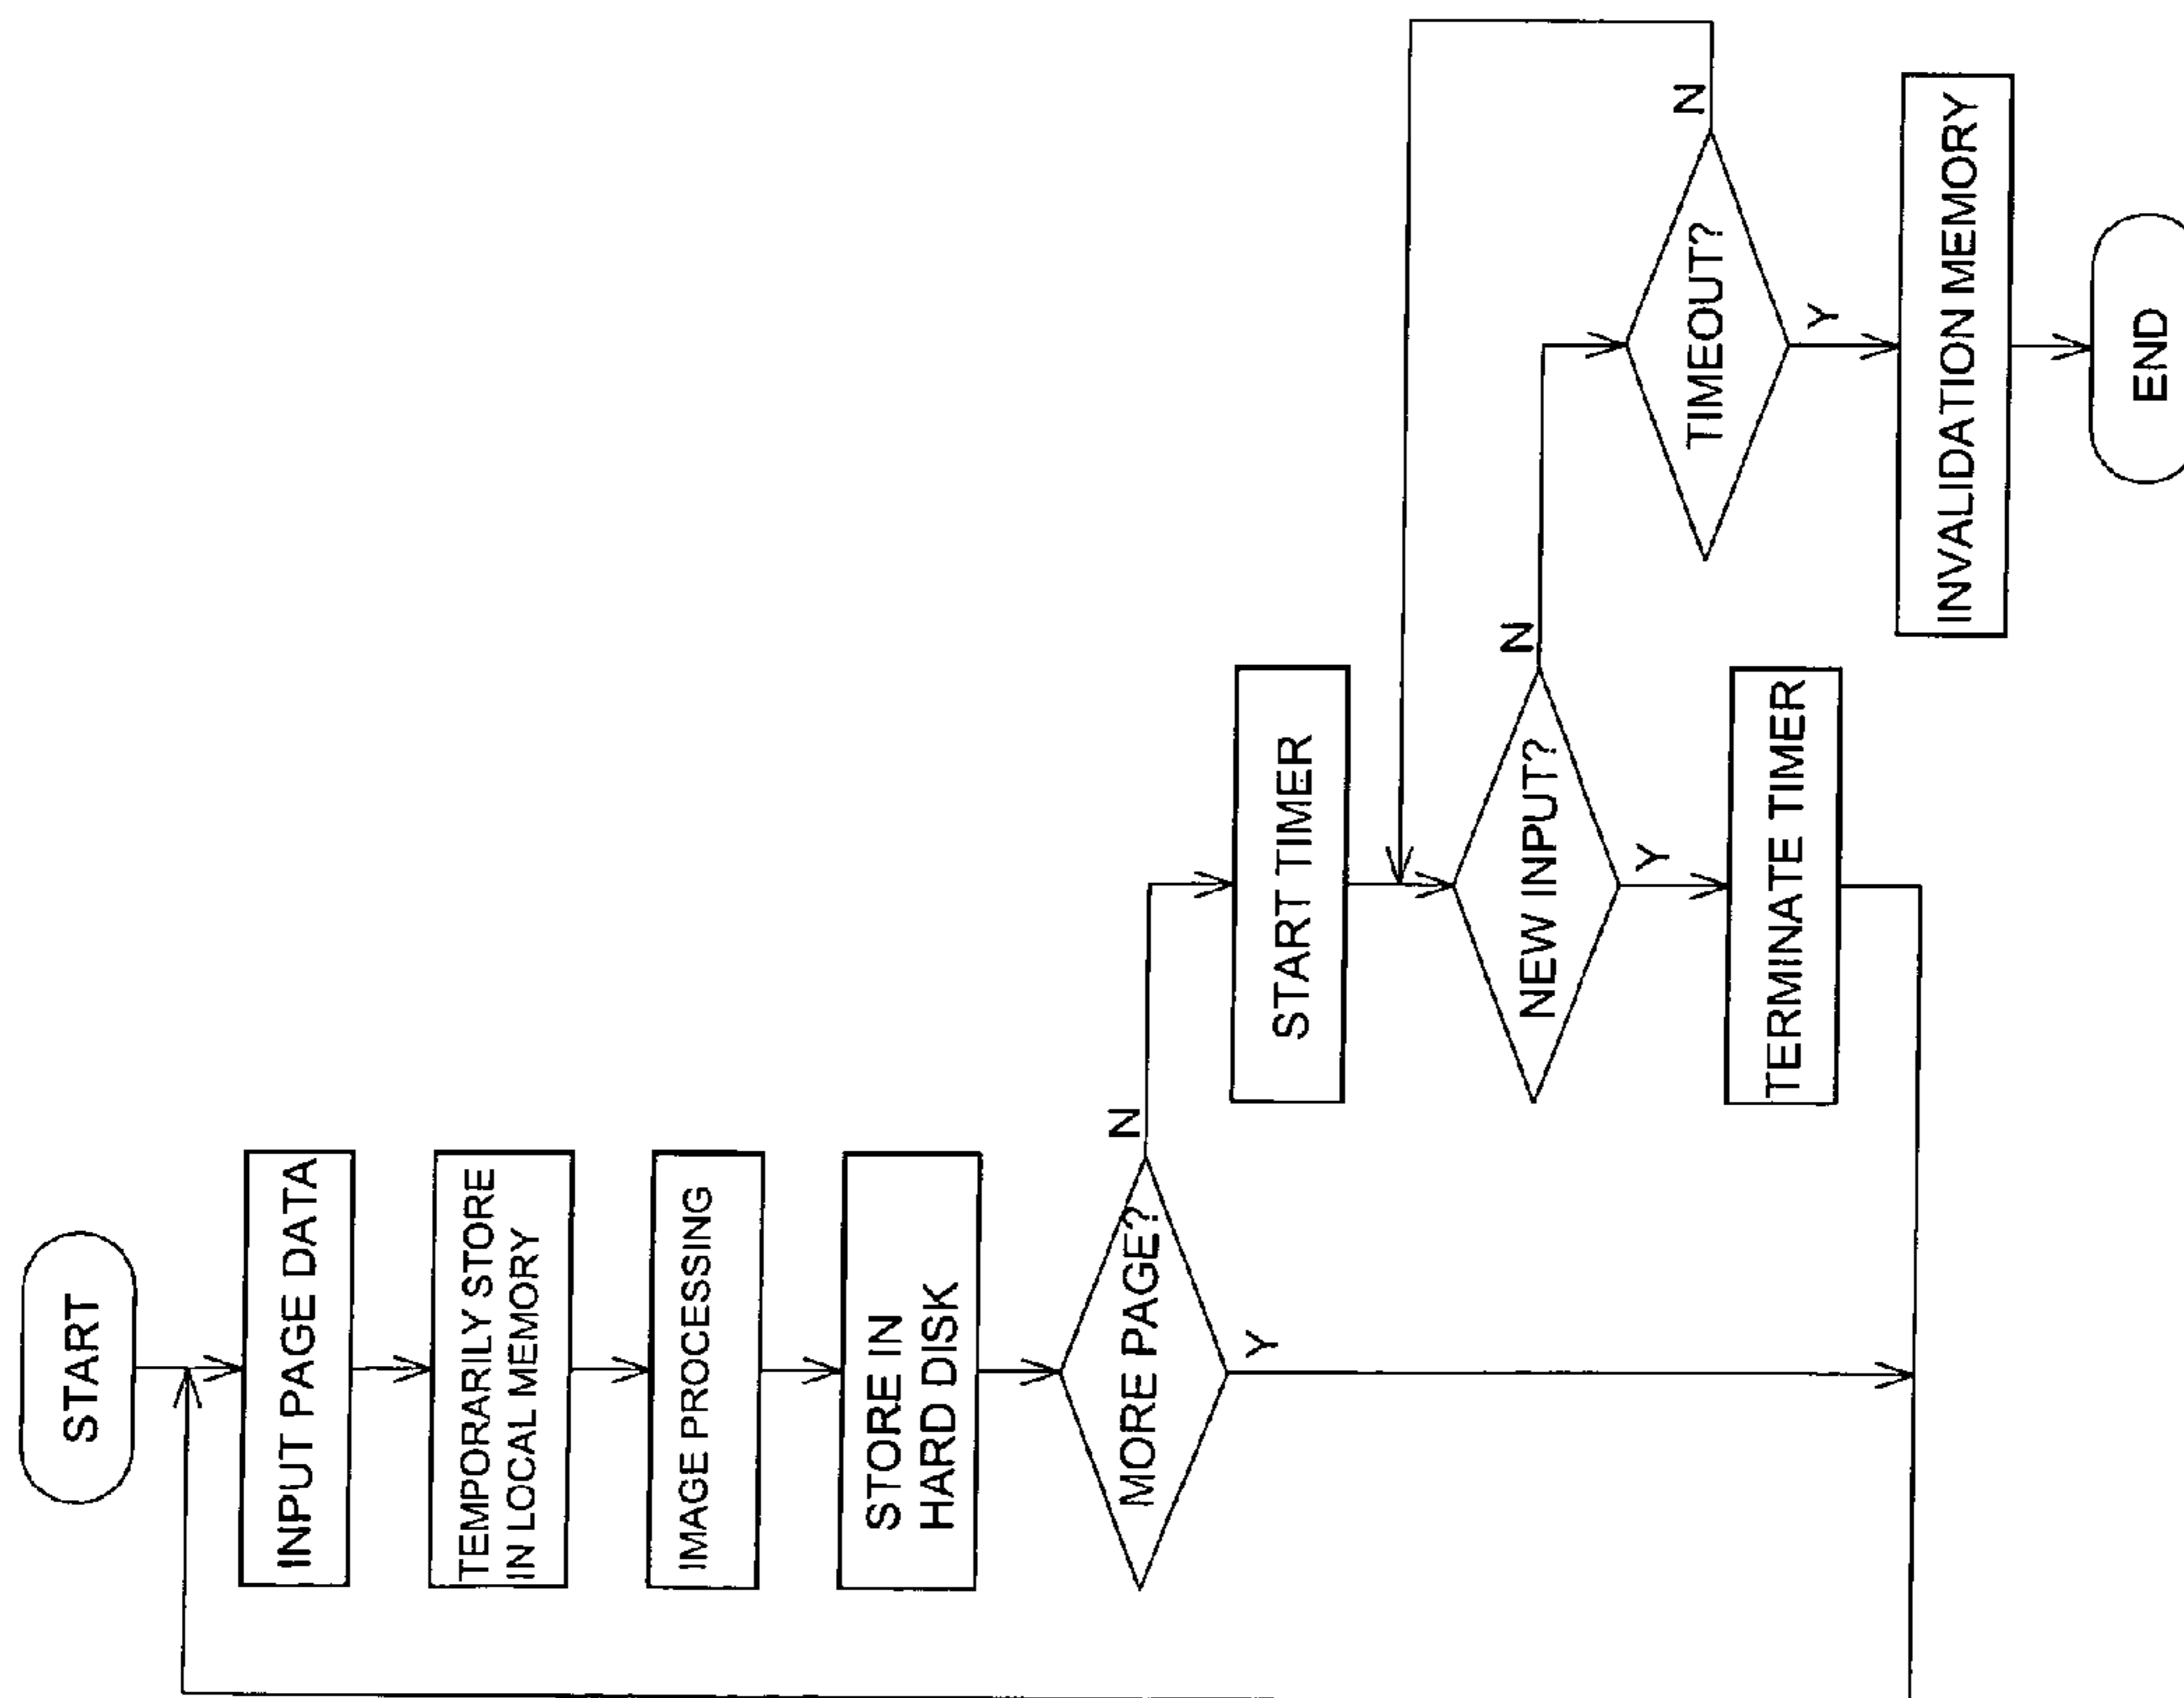 START
INPUT PAGE DATA
TEMPORARILY STORE
IN LOCAL MEMORY
IMAGE PROCESSING
STORE IN
HARD DISK
MORE PAGE?
N
Y
START TIMER
NEW INPUT?
N
Y
TERMINATE TIMER
TIMEOUT?
N
Y
INVALIDATION MEMORY
END